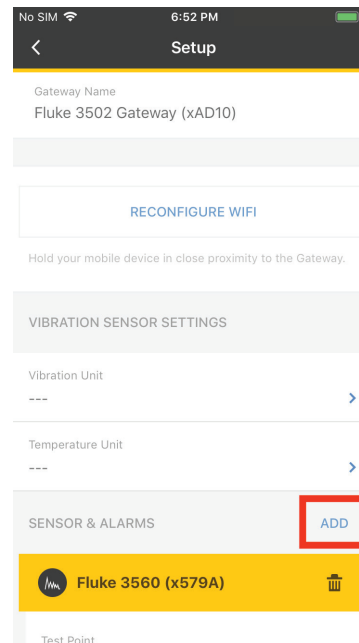 No SIM 6:52 PM
Setup
Gateway Name
Fluke 3502 Gateway (xAD10)
RECONFIGURE WIFI
Hold your mobile device in close proximity to the Gateway.
VIBRATION SENSOR SETTINGS
Vibration Unit
---
Temperature Unit
---
SENSOR & ALARMS ADD
Fluke 3560 (x579A)
Test Point